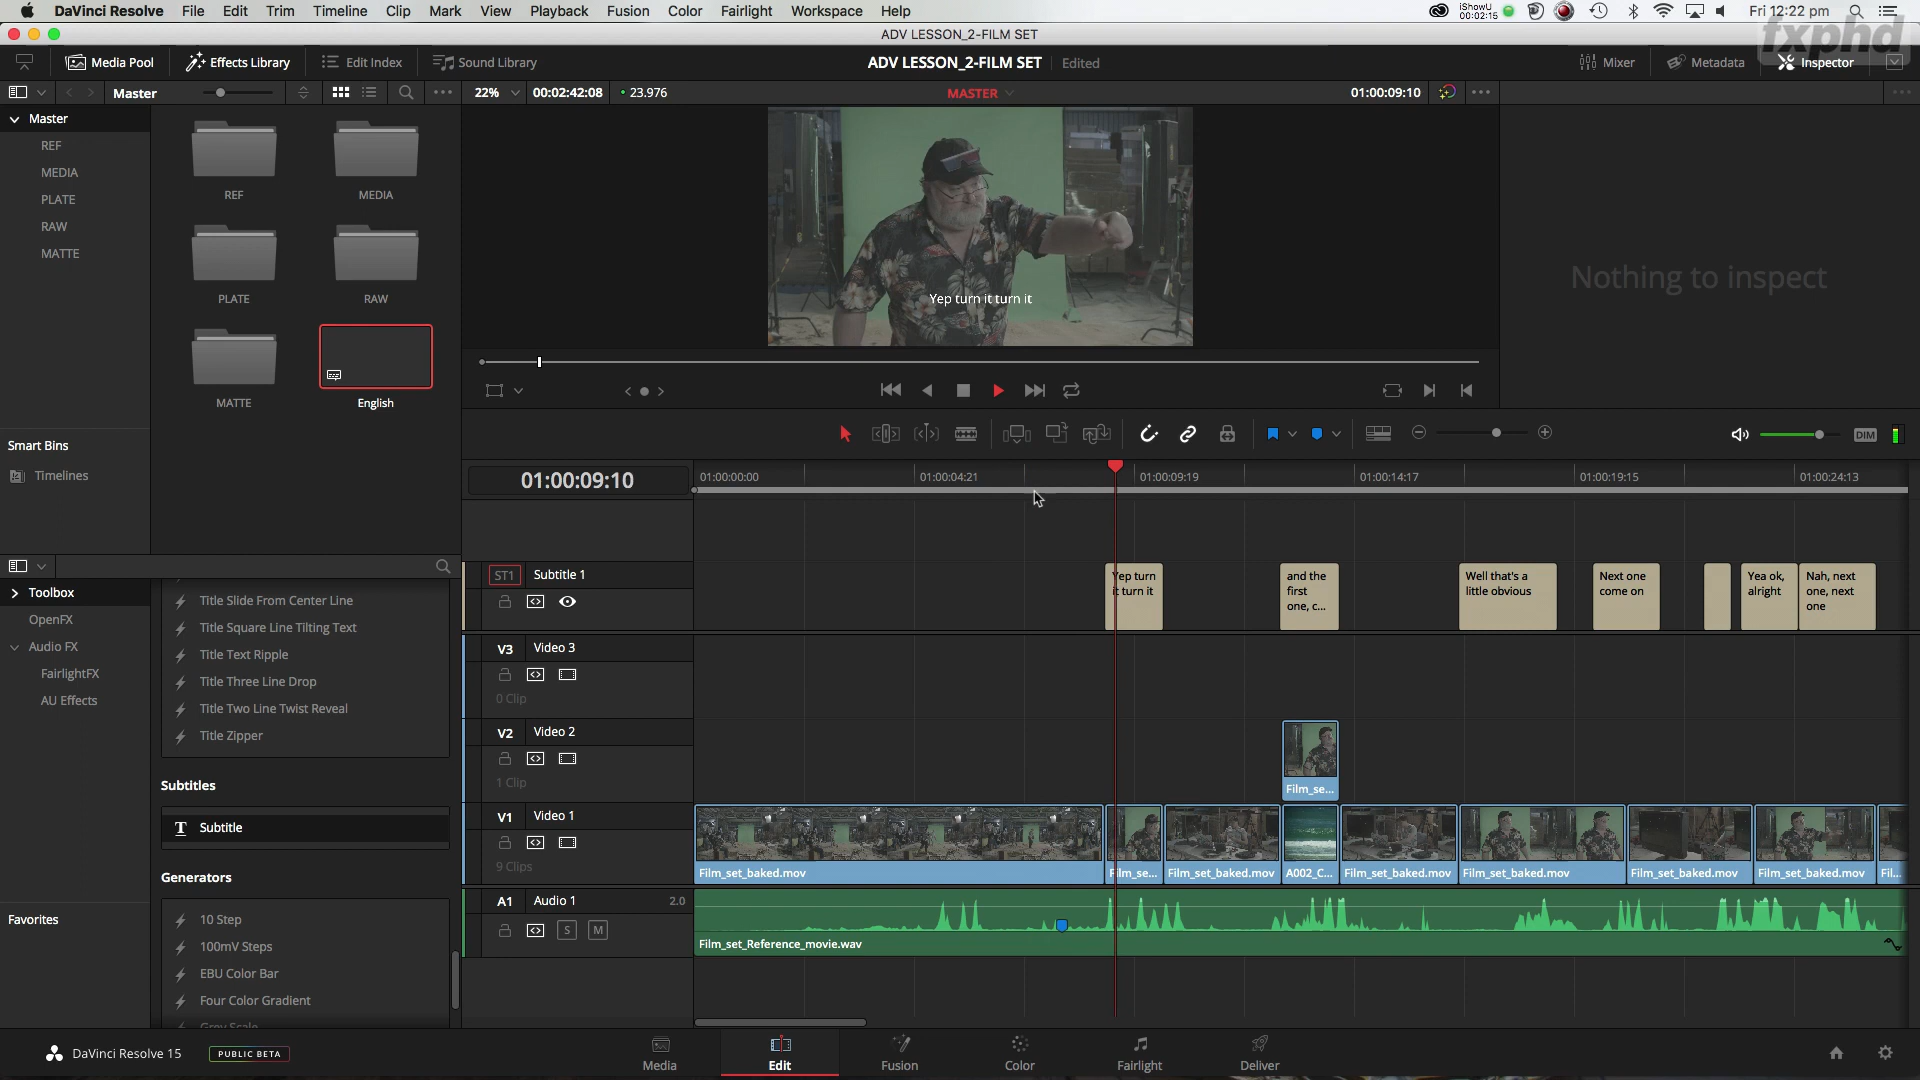 DaVinci Resolve File Edit Trim Timeline Clip Mark View Playback Fusion Color Fairlight Workspace Help
iShowU 00:02:15
Fri 12:22 pm
fxphd
ADV LESSON_2-FILM SET
Media Pool Effects Library Edit Index Sound Library
ADV LESSON_2-FILM SET Edited
Mixer Metadata Inspector
Master
22% 00:02:42:08 23.976
MASTER
01:00:09:10
Master
REF
MEDIA
PLATE
RAW
MATTE
REF
MEDIA
PLATE
RAW
MATTE
English
Smart Bins
Timelines
Yep turn it turn it
Nothing to inspect
DIM
01:00:09:10
01:00:00:00 01:00:04:21 01:00:09:19 01:00:14:17 01:00:19:15 01:00:24:13
Toolbox
OpenFX
Audio FX
FairlightFX
AU Effects
Favorites
Title Slide From Center Line
Title Square Line Tilting Text
Title Text Ripple
Title Three Line Drop
Title Two Line Twist Reveal
Title Zipper
Subtitles
Subtitle
Generators
10 Step
100mV Steps
EBU Color Bar
Four Color Gradient
Grey Scale
ST1 Subtitle 1
Yep turn
it turn it
and the
first
one, c...
Well that's a
little obvious
Next one
come on
Yea ok,
alright
Nah, next
one, next
one
V3 Video 3
0 Clip
V2 Video 2
1 Clip
Film_se...
V1 Video 1
9 Clips
Film_set_baked.mov
Film_se...
Film_set_baked.mov
A002_C...
Film_set_baked.mov
Film_set_baked.mov
Film_set_baked.mov
Film_set_baked.mov
Fil...
A1 Audio 1 2.0
S M
Film_set_Reference_movie.wav
DaVinci Resolve 15 PUBLIC BETA
Media Edit Fusion Color Fairlight Deliver